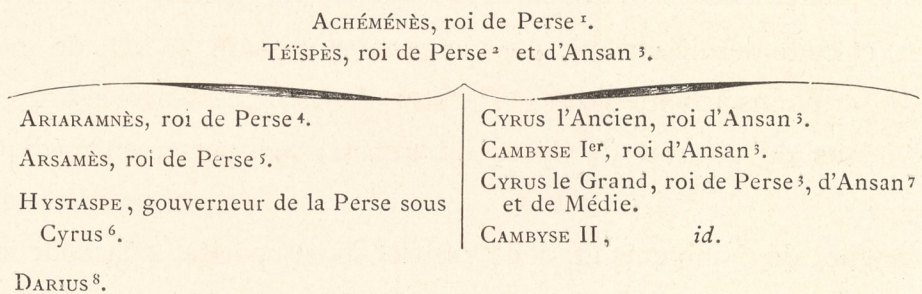 ACHÉMÉNÈS, roi de Perse ¹.
TÉÏSPÈS, roi de Perse ² et d'Ansan ³.
ARIARAMNÈS, roi de Perse ⁴.
ARSAMÈS, roi de Perse ⁵.
HYSTASPE, gouverneur de la Perse sous
Cyrus ⁶.
DARIUS ⁸.
CYRUS l'Ancien, roi d'Ansan ³.
CAMBYSE Iᵉʳ, roi d'Ansan ³.
CYRUS le Grand, roi de Perse ³, d'Ansan ⁷
et de Médie.
CAMBYSE II, id.